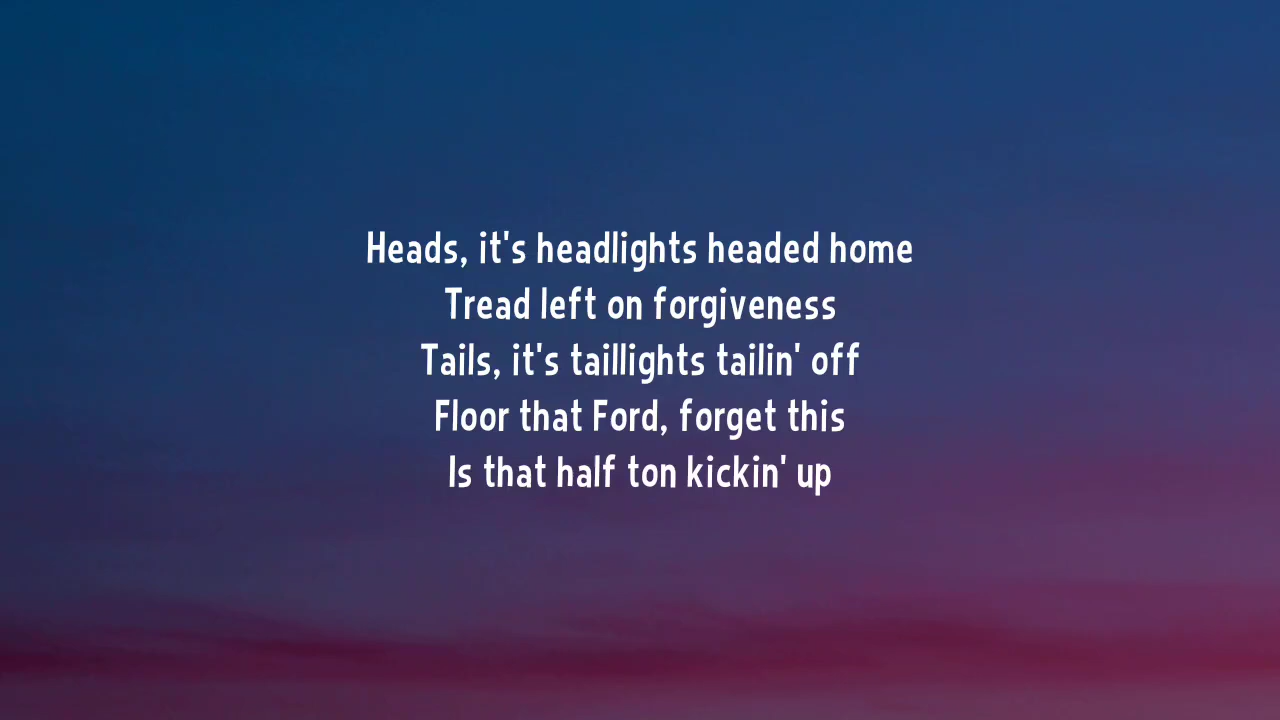 Heads, it's headlights headed home
Tread left on forgiveness
Tails, it's taillights tailin' off
Floor that Ford, forget this
Is that half ton kickin' up